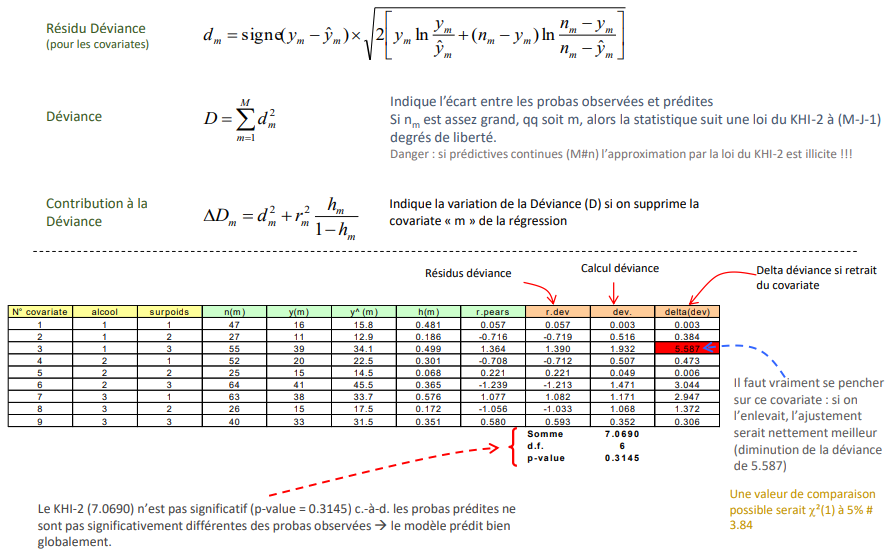 Résidu Déviance
(pour les covariates)
d_m = signe(y_m − ŷ_m) × √2[y_m ln y_m/ŷ_m + (n_m − y_m) ln (n_m − y_m)/(n_m − ŷ_m)]
Déviance
D = ∑_{m=1}^{M} d_m^2
Indique l'écart entre les probas observées et prédites
Si n_m est assez grand, qq soit m, alors la statistique suit une loi du KHI-2 à (M-J-1)
degrés de liberté.
Danger : si prédictives continues (M#n) l'approximation par la loi du KHI-2 est illicite !!!
Contribution à la
Déviance
ΔD_m = d_m^2 + r_m^2 h_m/(1 − h_m)
Indique la variation de la Déviance (D) si on supprime la
covariate « m » de la régression
Résidus déviance
Calcul déviance
Delta déviance si retrait
du covariate
N° covariate alcool surpoids n(m) y(m) y^(m) h(m) r.pears r.dev dev. delta(dev)
1 1 1 47 16 15.8 0.481 0.057 0.057 0.003 0.003
2 1 2 27 11 12.9 0.186 -0.716 -0.719 0.516 0.384
3 1 3 55 39 34.1 0.499 1.364 1.390 1.932 5.587
4 2 1 52 20 22.5 0.301 -0.708 -0.712 0.507 0.473
5 2 2 25 15 14.5 0.068 0.221 0.221 0.049 0.006
6 2 3 64 41 45.5 0.365 -1.239 -1.213 1.471 3.044
7 3 1 63 38 33.7 0.576 1.077 1.082 1.171 2.947
8 3 2 26 15 17.5 0.172 -1.056 -1.033 1.068 1.372
9 3 3 40 33 31.5 0.351 0.580 0.593 0.352 0.306
Somme 7.0690
d.f. 6
p-value 0.3145
Il faut vraiment se pencher
sur ce covariate : si on
l'enlevait, l'ajustement
serait nettement meilleur
(diminution de la déviance
de 5.587)
Une valeur de comparaison
possible serait χ²(1) à 5% #
3.84
Le KHI-2 (7.0690) n'est pas significatif (p-value = 0.3145) c.-à-d. les probas prédites ne
sont pas significativement différentes des probas observées → le modèle prédit bien
globalement.